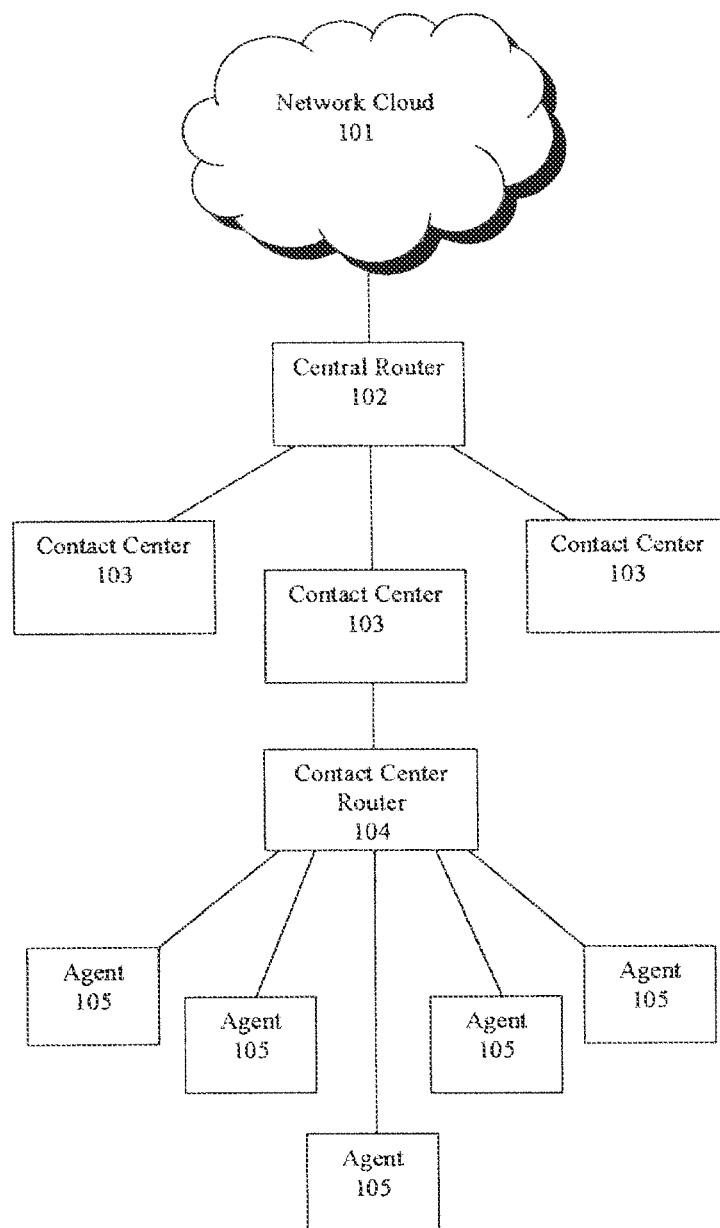 Network Cloud
101
Central Router
102
Contact Center
103
Contact Center
103
Contact Center
103
Contact Center
Router
104
Agent
105
Agent
105
Agent
105
Agent
105
Agent
105